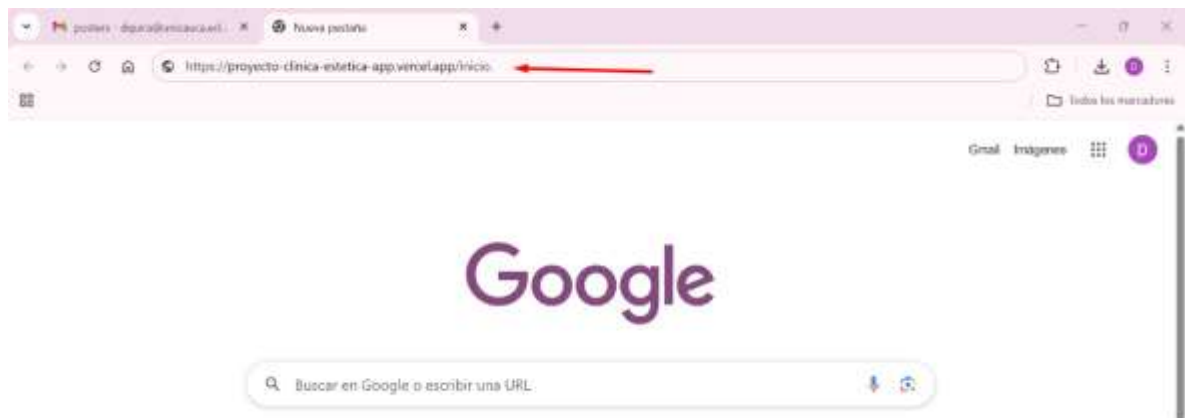 Nueva pestaña
https://proyecto-clinica-estetica-app.vercel.app/inicio
Todos los marcadores
Gmail Imágenes
D
Google
Buscar en Google o escribir una URL